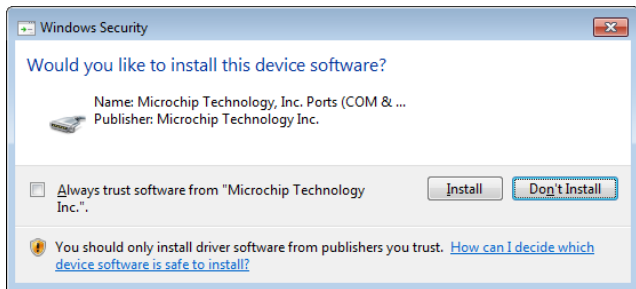 Windows Security
Would you like to install this device software?
Name: Microchip Technology, Inc. Ports (COM & ...
Publisher: Microchip Technology Inc.
Always trust software from "Microchip Technology
Inc.".
Install
Don't Install
You should only install driver software from publishers you trust. How can I decide which
device software is safe to install?